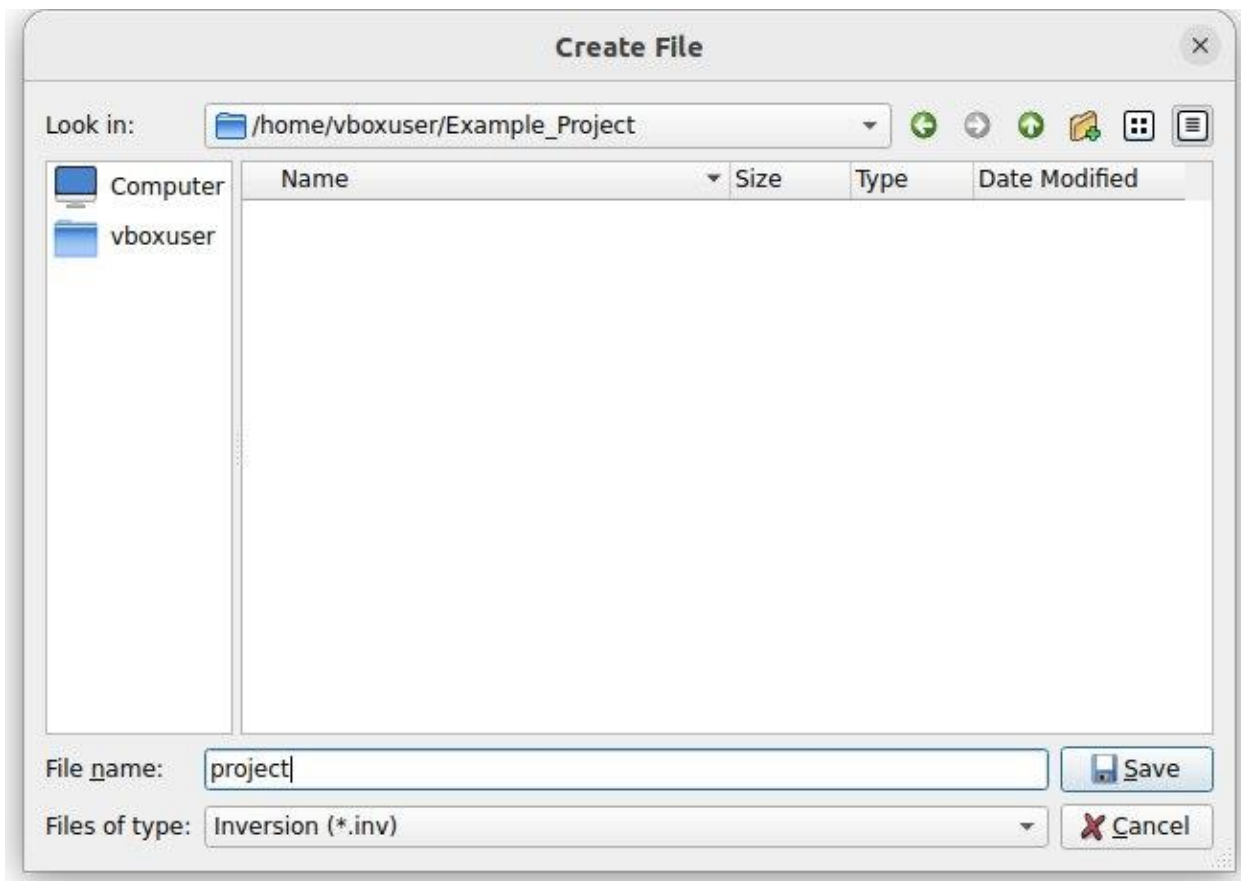 Create File
Look in: /home/vboxuser/Example_Project
Computer
vboxuser
Name Size Type Date Modified
File name: project Save
Files of type: Inversion (*.inv) Cancel